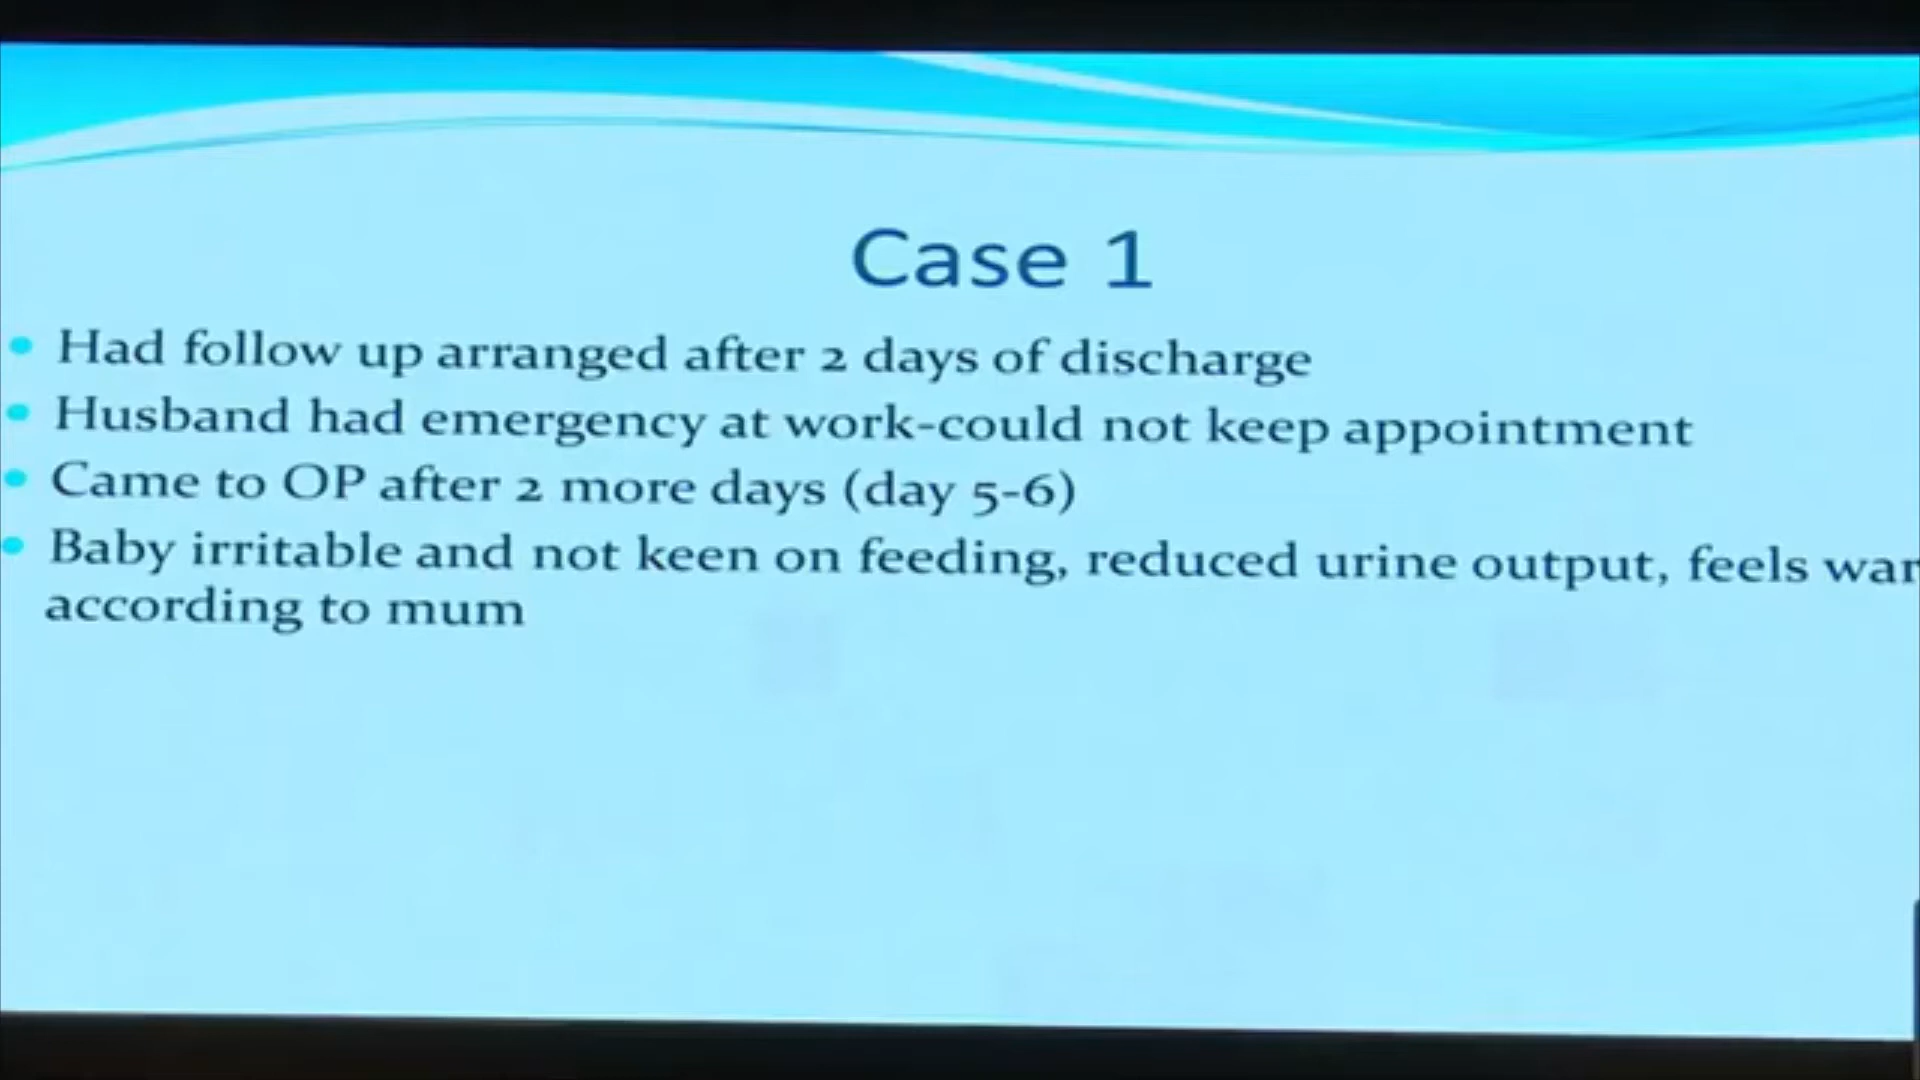 Case 1
Had follow up arranged after 2 days of discharge
Husband had emergency at work-could not keep appointment
Came to OP after 2 more days (day 5-6)
Baby irritable and not keen on feeding, reduced urine output, feels
according to mum